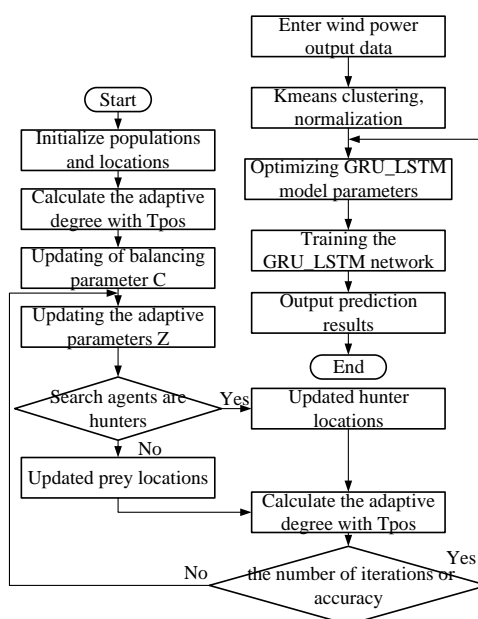 Start
Initialize populations
and locations
Calculate the adaptive
degree with Tpos
Updating of balancing
parameter C
Updating the adaptive
parameters Z
Search agents are
hunters
Yes
No
Updated prey locations
Enter wind power
output data
Kmeans clustering,
normalization
Optimizing GRU_LSTM
model parameters
Training the
GRU_LSTM network
Output prediction
results
End
Updated hunter
locations
Calculate the adaptive
degree with Tpos
the number of iterations or
accuracy
No
Yes